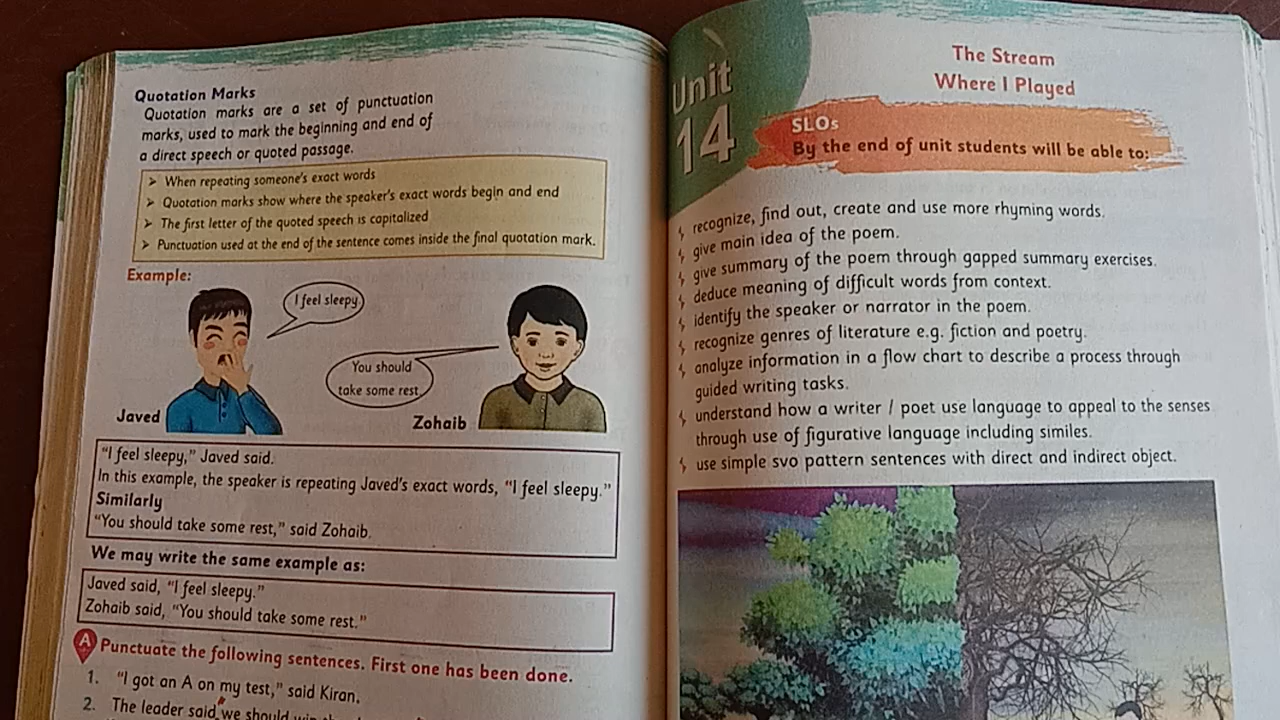 Quotation Marks
Quotation marks are a set of punctuation
marks, used to mark the beginning and end of
a direct speech or quoted passage.
➢ When repeating someone's exact words
➢ Quotation marks show where the speaker's exact words begin and end
➢ The first letter of the quoted speech is capitalized
➢ Punctuation used at the end of the sentence comes inside the final quotation mark.
Example:
I feel sleepy
You should
take some rest
Javed
Zohaib
"I feel sleepy," Javed said.
In this example, the speaker is repeating Javed's exact words, "I feel sleepy."
Similarly
"You should take some rest," said Zohaib.
We may write the same example as:
Javed said, "I feel sleepy."
Zohaib said, "You should take some rest."
A Punctuate the following sentences. First one has been done.
1. "I got an A on my test," said Kiran.
2. The leader said we should
Unit
14
The Stream
Where I Played
SLOs
By the end of unit students will be able to:
recognize, find out, create and use more rhyming words.
give main idea of the poem.
give summary of the poem through gapped summary exercises.
deduce meaning of difficult words from context.
identify the speaker or narrator in the poem.
recognize genres of literature e.g. fiction and poetry.
analyze information in a flow chart to describe a process through
guided writing tasks.
understand how a writer / poet use language to appeal to the senses
through use of figurative language including similes.
use simple svo pattern sentences with direct and indirect object.